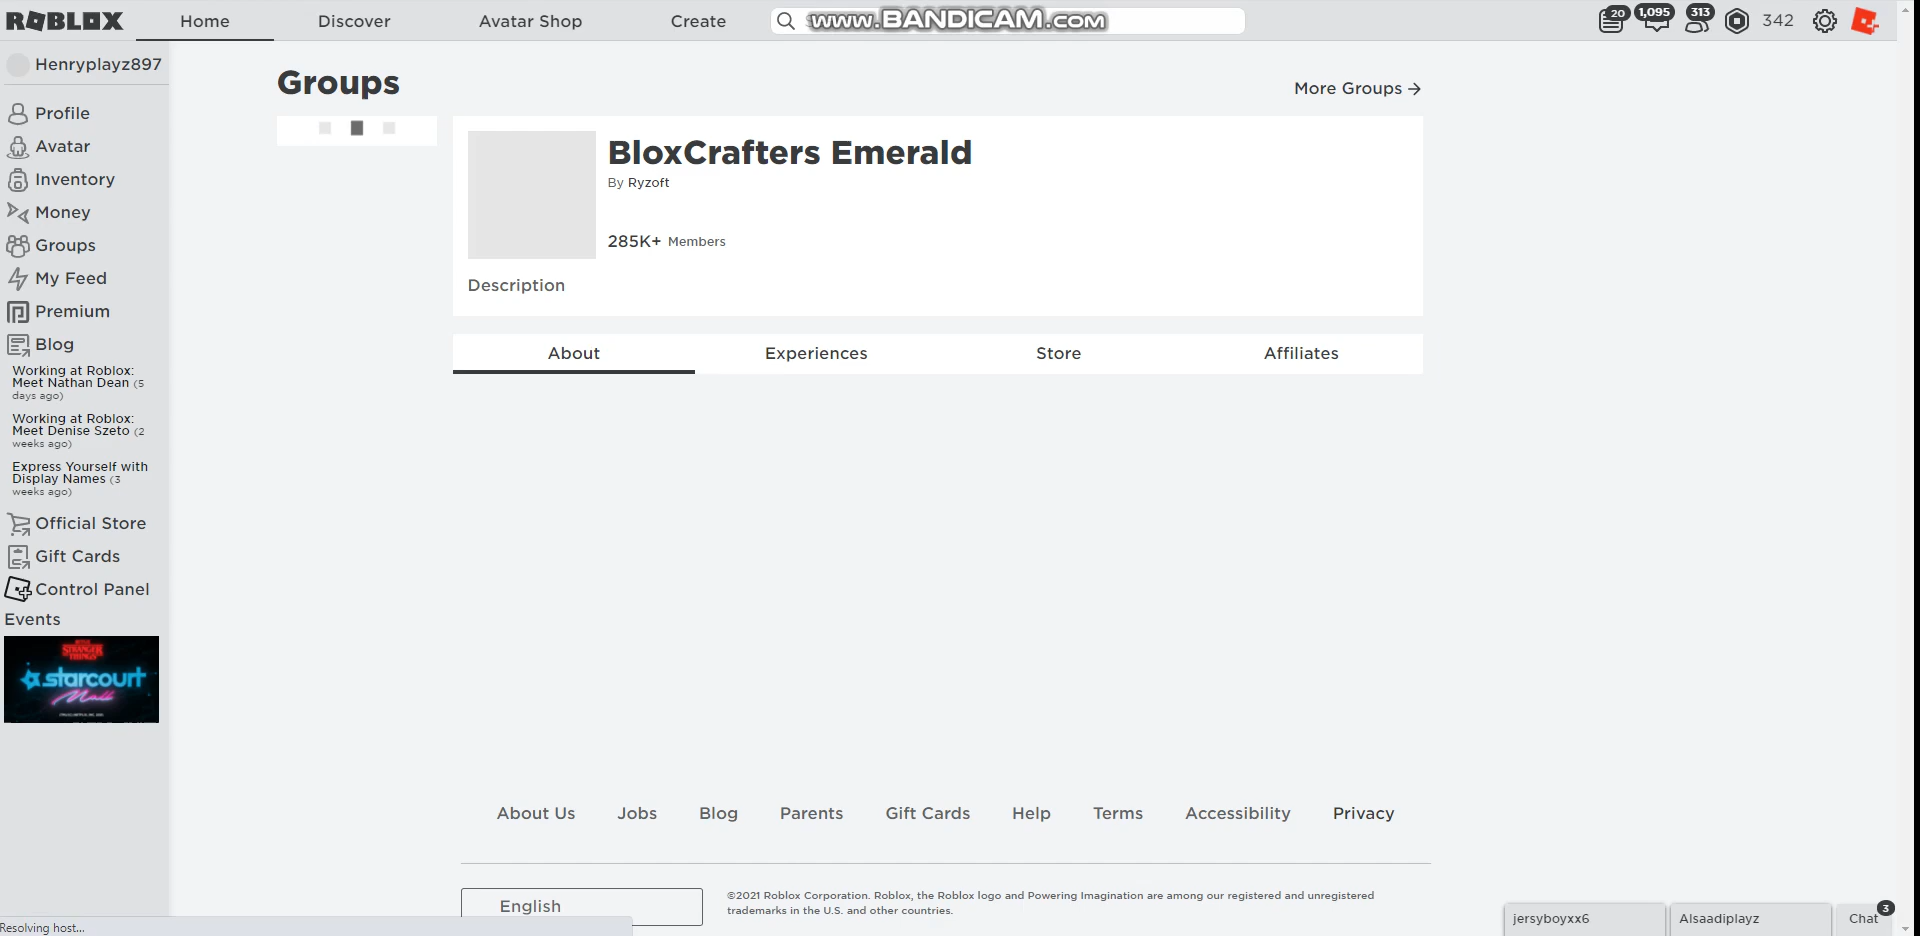 ROBLOX
Home
Discover
Avatar Shop
Create
www.BANDICAM.com
20
1,095
313
342
Henryplayz897
Profile
Avatar
Inventory
Money
Groups
My Feed
Premium
Blog
Working at Roblox:
Meet Nathan Dean (5
days ago)
Working at Roblox:
Meet Denise Szeto (2
weeks ago)
Express Yourself with
Display Names (3
weeks ago)
Official Store
Gift Cards
Control Panel
Events
STRANGER
THINGS
starcourt
Mall
Groups
More Groups →
BloxCrafters Emerald
By Ryzoft
285K+ Members
Description
About
Experiences
Store
Affiliates
About Us
Jobs
Blog
Parents
Gift Cards
Help
Terms
Accessibility
Privacy
English
©2021 Roblox Corporation. Roblox, the Roblox logo and Powering Imagination are among our registered and unregistered
trademarks in the U.S. and other countries.
Resolving host...
jersyboyxx6
Alsaadiplayz
Chat
3